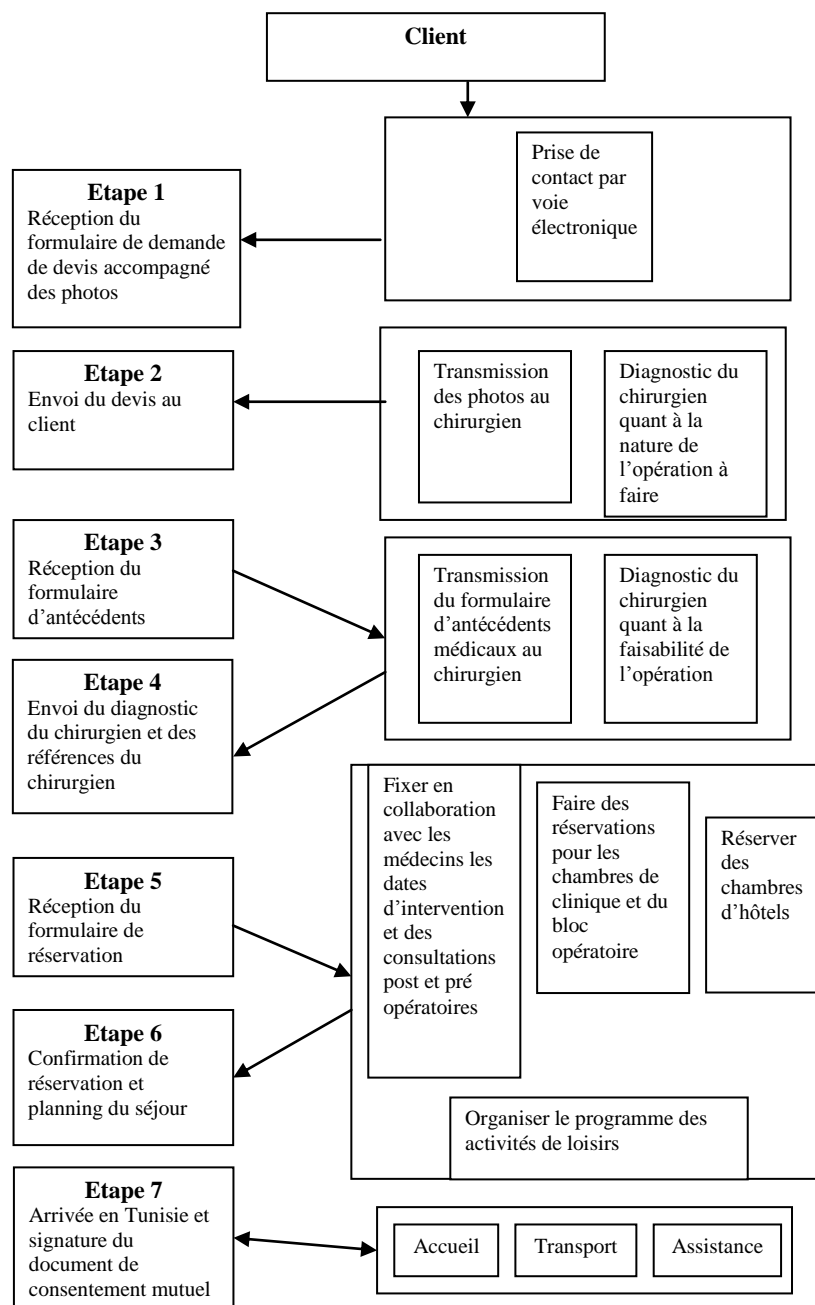 Client
Prise de
contact par
voie
électronique
Etape 1
Réception du
formulaire de demande
de devis accompagné
des photos
Etape 2
Envoi du devis au
client
Transmission
des photos au
chirurgien
Diagnostic du
chirurgien
quant à la
nature de
l’opération à
faire
Etape 3
Réception du
formulaire
d’antécédents
Transmission
du formulaire
d’antécédents
médicaux au
chirurgien
Diagnostic du
chirurgien
quant à la
faisabilité de
l’opération
Etape 4
Envoi du diagnostic
du chirurgien et des
références du
chirurgien
Fixer en
collaboration
avec les
médecins les
dates
d’intervention
et des
consultations
post et pré
opératoires
Faire des
réservations
pour les
chambres de
clinique et du
bloc
opératoire
Réserver
des
chambres
d’hôtels
Etape 5
Réception du
formulaire de
réservation
Etape 6
Confirmation de
réservation et
planning du séjour
Organiser le programme des
activités de loisirs
Etape 7
Arrivée en Tunisie et
signature du
document de
consentement mutuel
Accueil
Transport
Assistance